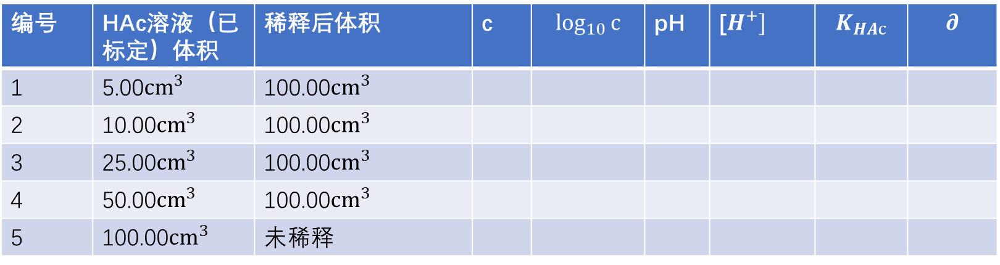 编号 HAc溶液（已标定）体积 稀释后体积 c log₁₀ c pH [H⁺] K_HAc ∂
1 5.00cm³ 100.00cm³
2 10.00cm³ 100.00cm³
3 25.00cm³ 100.00cm³
4 50.00cm³ 100.00cm³
5 100.00cm³ 未稀释